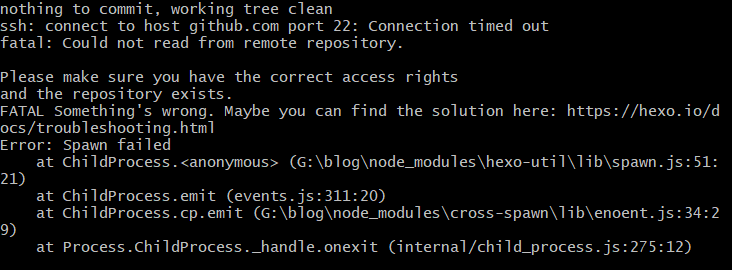 nothing to commit, working tree clean
ssh: connect to host github.com port 22: Connection timed out
fatal: Could not read from remote repository.

Please make sure you have the correct access rights
and the repository exists.
FATAL Something's wrong. Maybe you can find the solution here: https://hexo.io/d
ocs/troubleshooting.html
Error: Spawn failed
    at ChildProcess.<anonymous> (G:\blog\node_modules\hexo-util\lib\spawn.js:51:
21)
    at ChildProcess.emit (events.js:311:20)
    at ChildProcess.cp.emit (G:\blog\node_modules\cross-spawn\lib\enoent.js:34:2
9)
    at Process.ChildProcess._handle.onexit (internal/child_process.js:275:12)